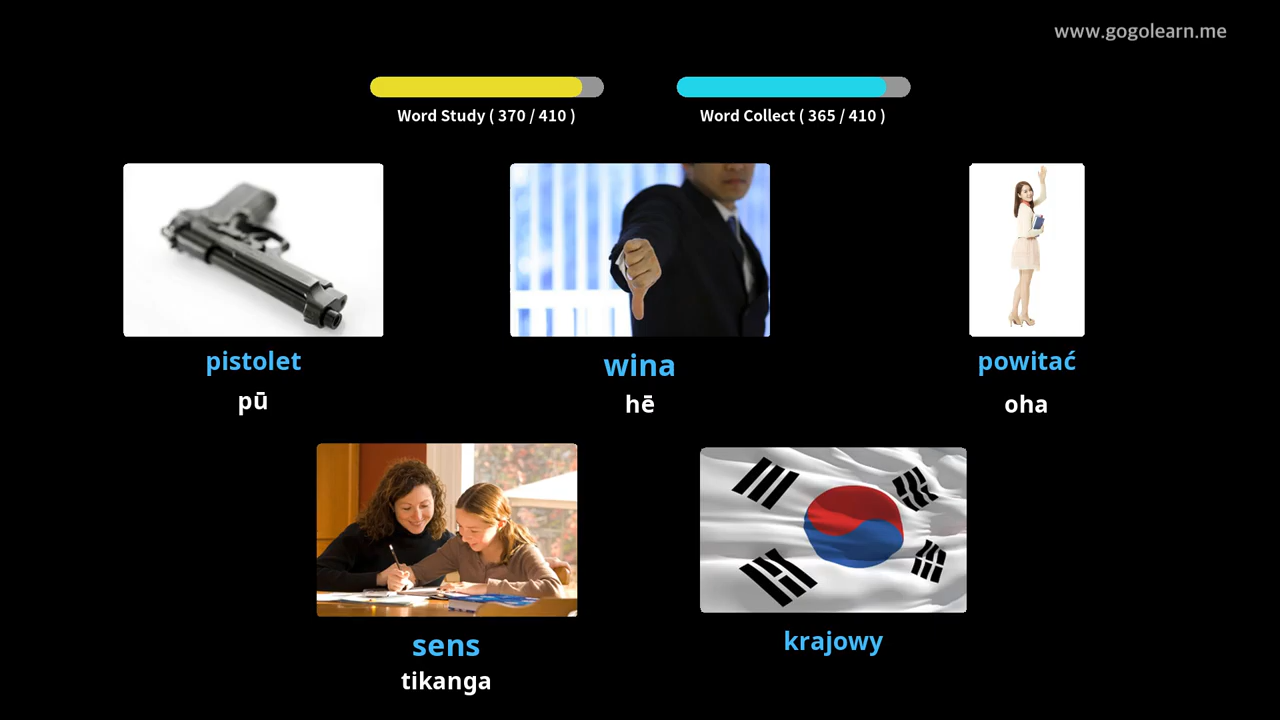 www.gogolearn.me
Word Study ( 370 / 410 )
Word Collect ( 365 / 410 )
pistolet
pū
wina
hē
powitać
oha
sens
tikanga
krajowy